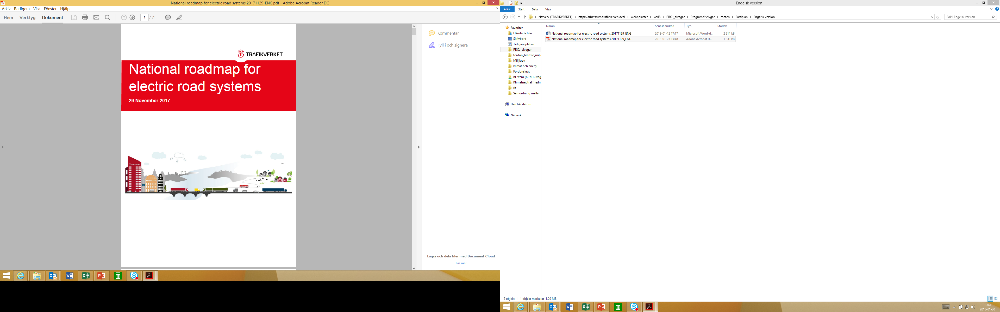 National roadmap for electric road systems 20171129_ENG.pdf - Adobe Acrobat Reader DC
Arkiv Redigera Visa Fönster Hjälp
Hem Verktyg Dokument 1 / 51
TRAFIKVERKET
National roadmap for
electric road systems
29 November 2017
Kommentar
Fyll i och signera
Lagra och dela filer med Document Cloud
Läs mer
Engelsk version
Arkiv Start Dela Visa
Nätverk (TRAFIKVERKET) http://arbetsrum.trafikverket.local webbplatser ws68 PROJ_elvagar Program fr elvgar moten Färdplan Engelsk version
Sök i Engelsk version
Namn Senast ändrad Typ Storlek
National roadmap for electric road systems 20171129_ENG 2018-01-12 17:17 Microsoft Word-d... 2 211 kB
National roadmap for electric road systems 20171129_ENG 2018-01-23 15:48 Adobe Acrobat D... 1 331 kB
Favoriter
Hämtade filer
Skrivbord
Tidigare platser
PROJ_elvagar
fordon_bransle_milj
Milljkrav
klimat och energi
Fordonskrav
bl-stem (bl-fil12.vag
Klimatneutral frjedri
rk
Samordning mellan
Den här datorn
Nätverk
2 objekt 1 objekt markerat 1,29 MB
10:47
2018-01-30